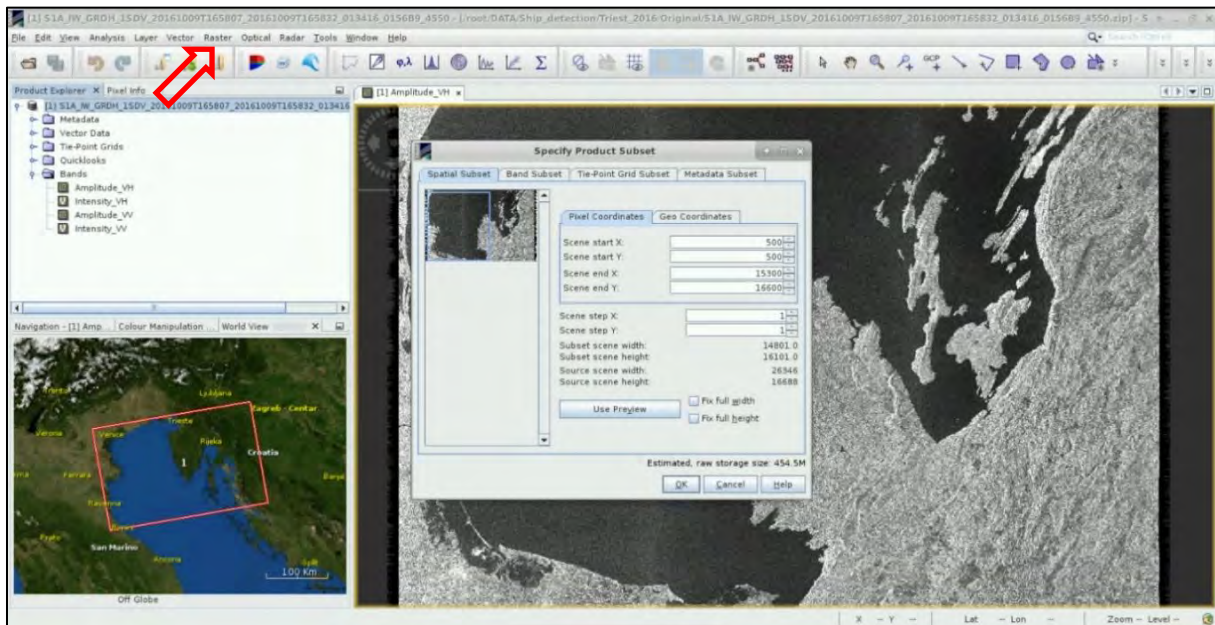 [1] S1A_IW_GRDH_1SDV_20161009T165807_20161009T165832_013416_0156B9_4550 - [/root/DATA/Ship_detection/Triest_2016/Original/S1A_IW_GRDH_1SDV_20161009T165807_20161009T165832_013416_0156B9_4550.zip] - S
File Edit View Analysis Layer Vector Raster Optical Radar Tools Window Help
Product Explorer Pixel Info
[1] S1A_IW_GRDH_1SDV_20161009T165807_20161009T165832_013416
Metadata
Vector Data
Tie-Point Grids
Quicklooks
Bands
Amplitude_VH
Intensity_VH
Amplitude_VV
Intensity_VV
[1] Amplitude_VH
Specify Product Subset
Spatial Subset Band Subset Tie-Point Grid Subset Metadata Subset
Pixel Coordinates Geo Coordinates
Scene start X: 500
Scene start Y: 500
Scene end X: 15300
Scene end Y: 16600
Scene step X: 1
Scene step Y: 1
Subset scene width: 14801.0
Subset scene height: 16101.0
Source scene width: 26346
Source scene height: 16688
Use Preview
Fix full width
Fix full height
Estimated, raw storage size: 454.5M
OK Cancel Help
Navigation - [1] Amp... Colour Manipulation ... World View
Trento
Ljubljana
Zagreb - Centar
Verona
Venice
Trieste
Rijeka
Croatia
Ferrara
1
Ravenna
Rimini
Prato
San Marino
Ancona
Split
100 Km
Off Globe
X -- Y -- Lat -- Lon -- Zoom -- Level --